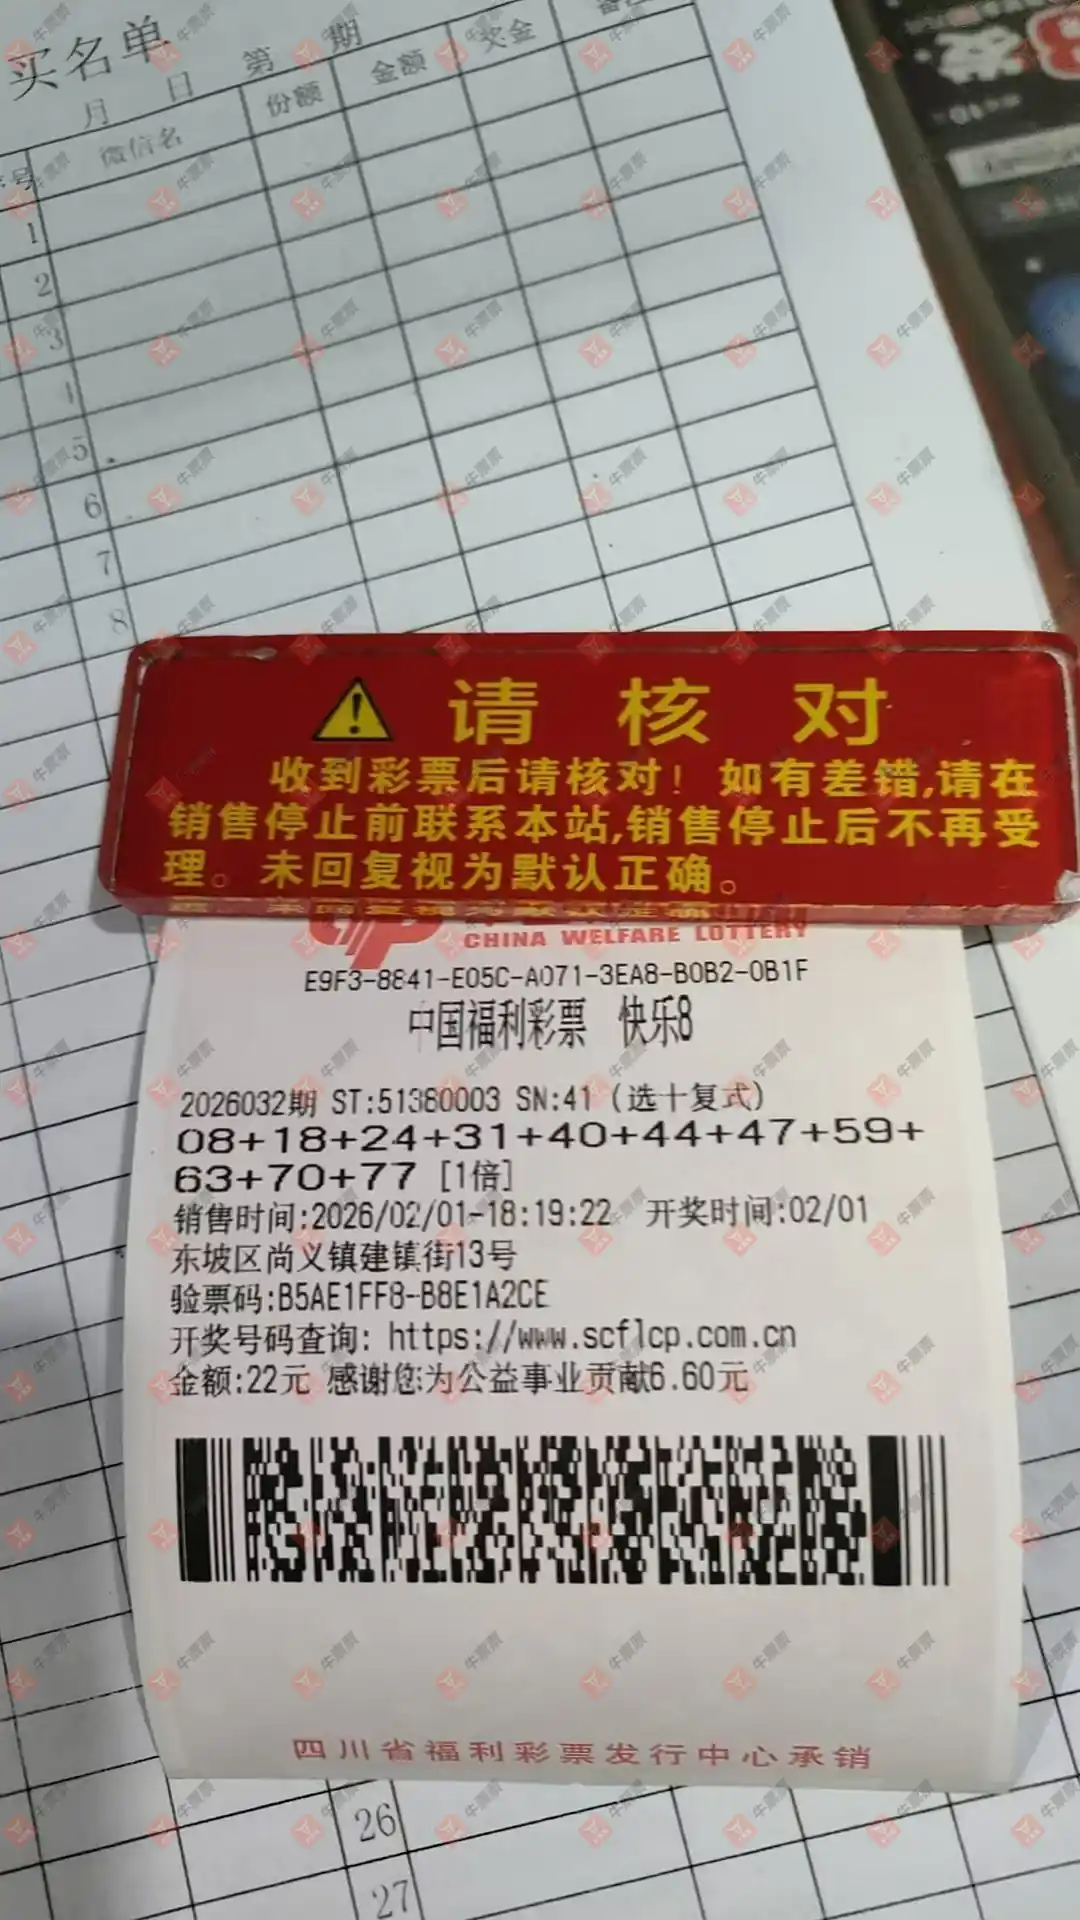 买名单
月 日 第 期
号 微信名 份额 金额 奖金
1
2
3
4
5
6
7
8
请核对
收到彩票后请核对！如有差错,请在
销售停止前联系本站,销售停止后不再受
理。未回复视为默认正确。
CHINA WELFARE LOTTERY
E9F3-8841-E05C-A071-3EA8-B0B2-0B1F
中国福利彩票 快乐8
2026032期 ST:51380003 SN:41 (选十复式)
08+18+24+31+40+44+47+59+
63+70+77 [1倍]
销售时间:2026/02/01-18:19:22 开奖时间:02/01
东坡区尚义镇建镇街13号
验票码:B5AE1FF8-B8E1A2CE
开奖号码查询: https://www.scflcp.com.cn
金额:22元 感谢您为公益事业贡献6.60元
四川省福利彩票发行中心承销
26
27
牛票票